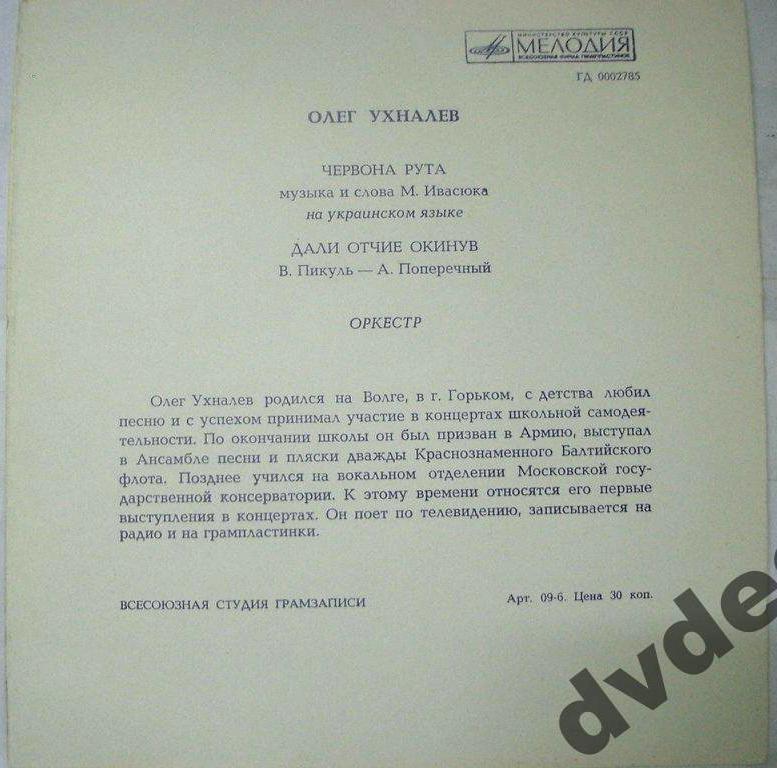 МИНИСТЕРСТВО КУЛЬТУРЫ СССР
МЕЛОДИЯ
ВСЕСОЮЗНАЯ ФИРМА ГРАМПЛАСТИНОК
ГД 0002785
ОЛЕГ УХНАЛЕВ
ЧЕРВОНА РУТА
музыка и слова М. Ивасюка
на украинском языке
ДАЛИ ОТЧИЕ ОКИНУВ
В. Пикуль — А. Поперечный
ОРКЕСТР
Олег Ухналев родился на Волге, в г. Горьком, с детства любил
песню и с успехом принимал участие в концертах школьной самодея-
тельности. По окончании школы он был призван в Армию, выступал
в Ансамбле песни и пляски дважды Краснознаменного Балтийского
флота. Позднее учился на вокальном отделении Московской госу-
дарственной консерватории. К этому времени относятся его первые
выступления в концертах. Он поет по телевидению, записывается на
радио и на грампластинки.
ВСЕСОЮЗНАЯ СТУДИЯ ГРАМЗАПИСИ
Арт. 09-6. Цена 30 коп.
dvde